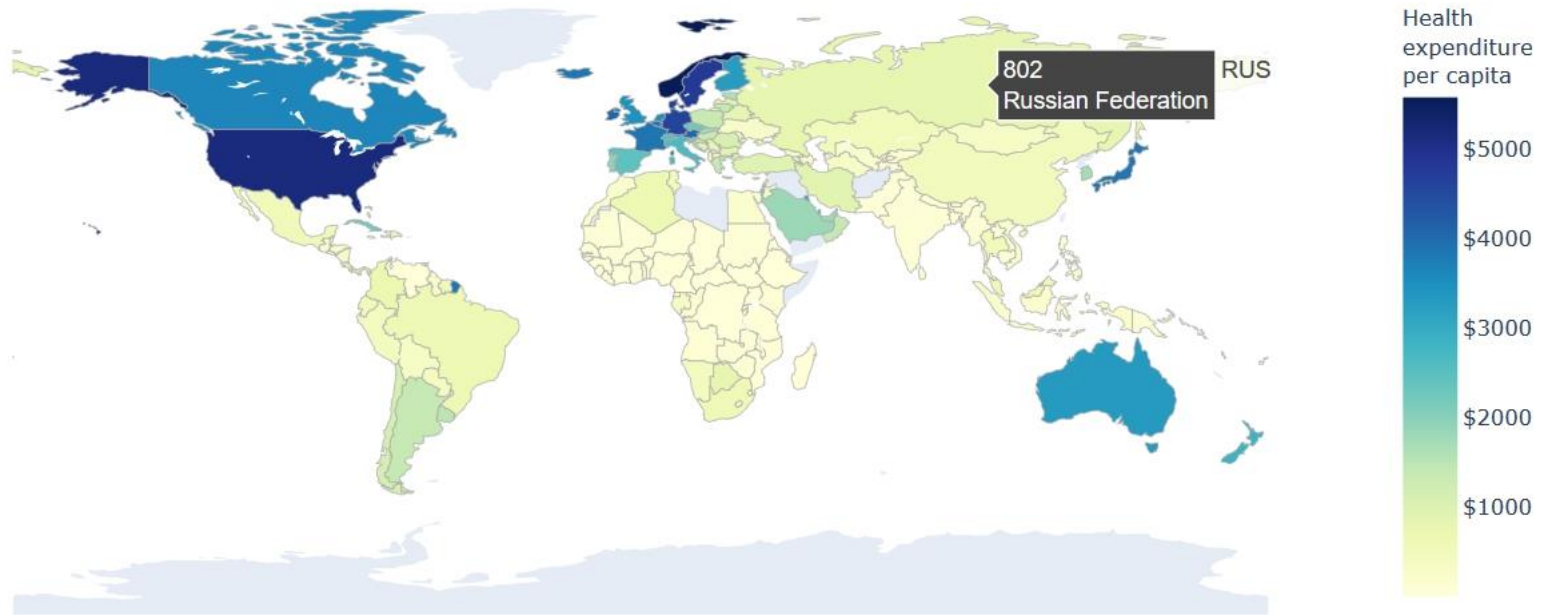 802
Russian Federation
RUS
Health
expenditure
per capita
$5000
$4000
$3000
$2000
$1000